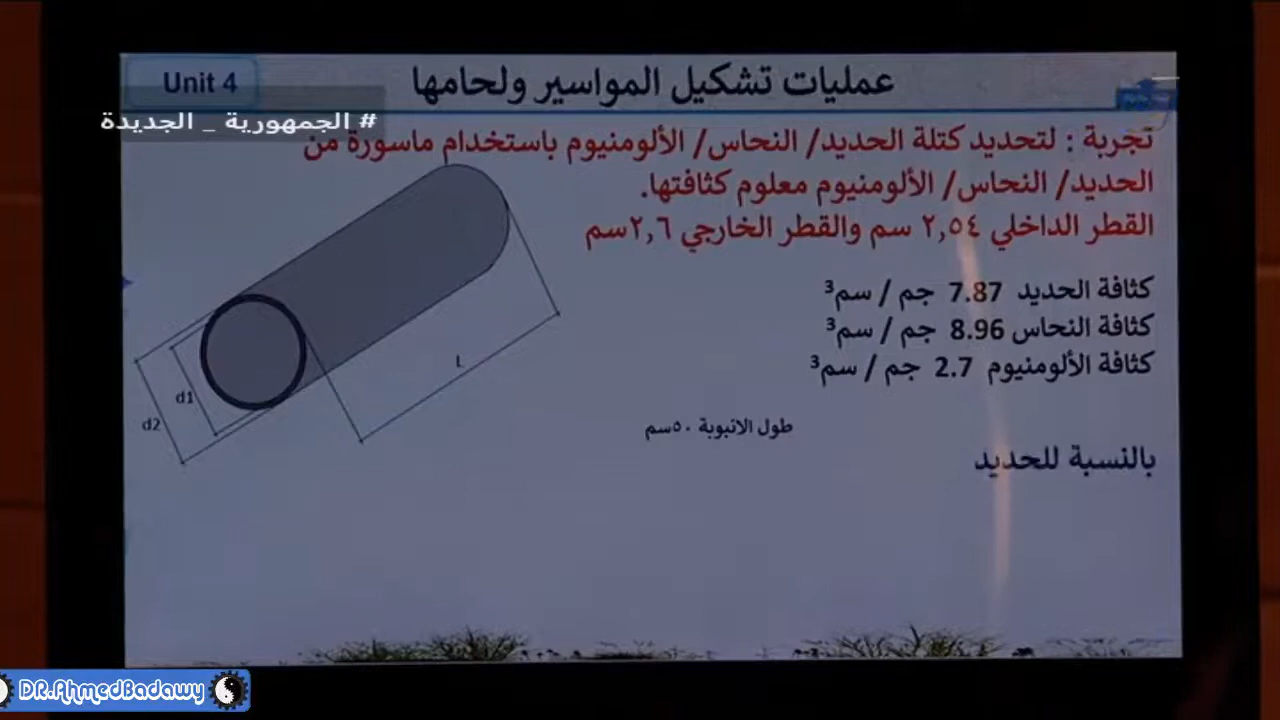 Unit 4
عمليات تشكيل المواسير ولحامها
# الجمهورية _ الجديدة
تجربة : لتحديد كتلة الحديد/ النحاس/ الألومنيوم باستخدام ماسورة من
الحديد/ النحاس/ الألومنيوم معلوم كثافتها.
القطر الداخلي ٢,٥٤ سم والقطر الخارجي ٢,٦سم
كثافة الحديد 7.87 جم / سم³
كثافة النحاس 8.96 جم / سم³
كثافة الألومنيوم 2.7 جم / سم³
L
d1
d2
طول الانبوبة ٥٠سم
بالنسبة للحديد
DR.AhmedBadawy